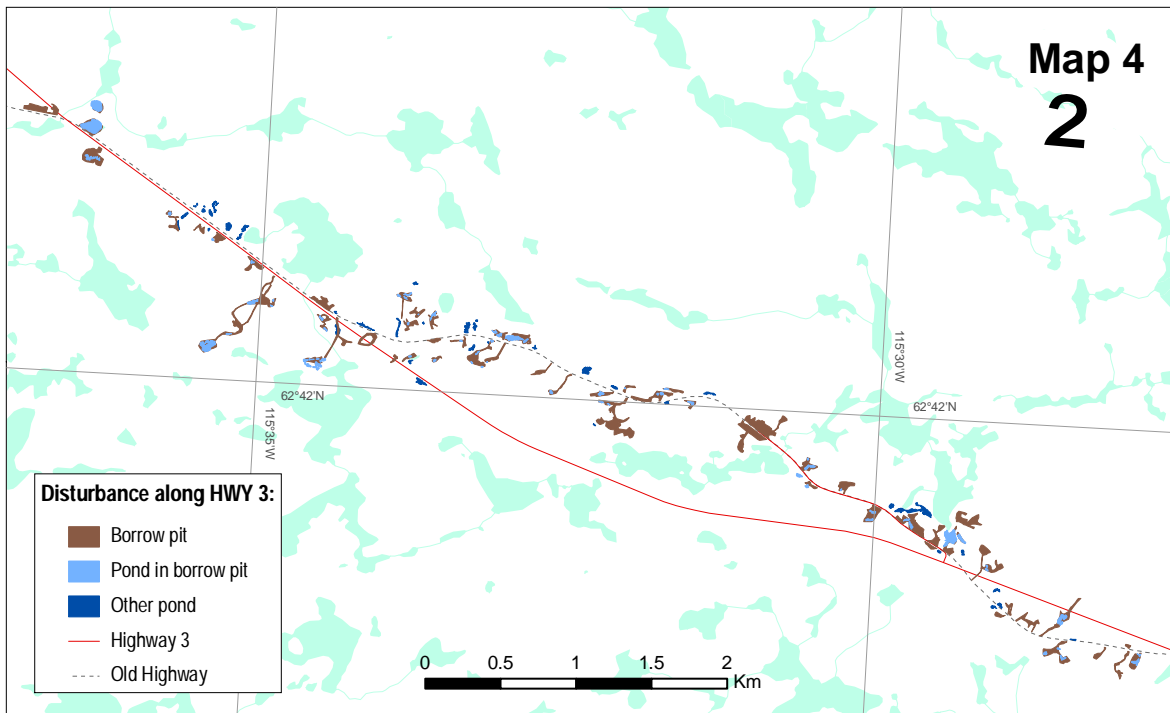 Map 4
2
115°30'W
62°42'N
62°42'N
115°35'W
Disturbance along HWY 3:
Borrow pit
Pond in borrow pit
Other pond
Highway 3
Old Highway
0 0.5 1 1.5 2
Km